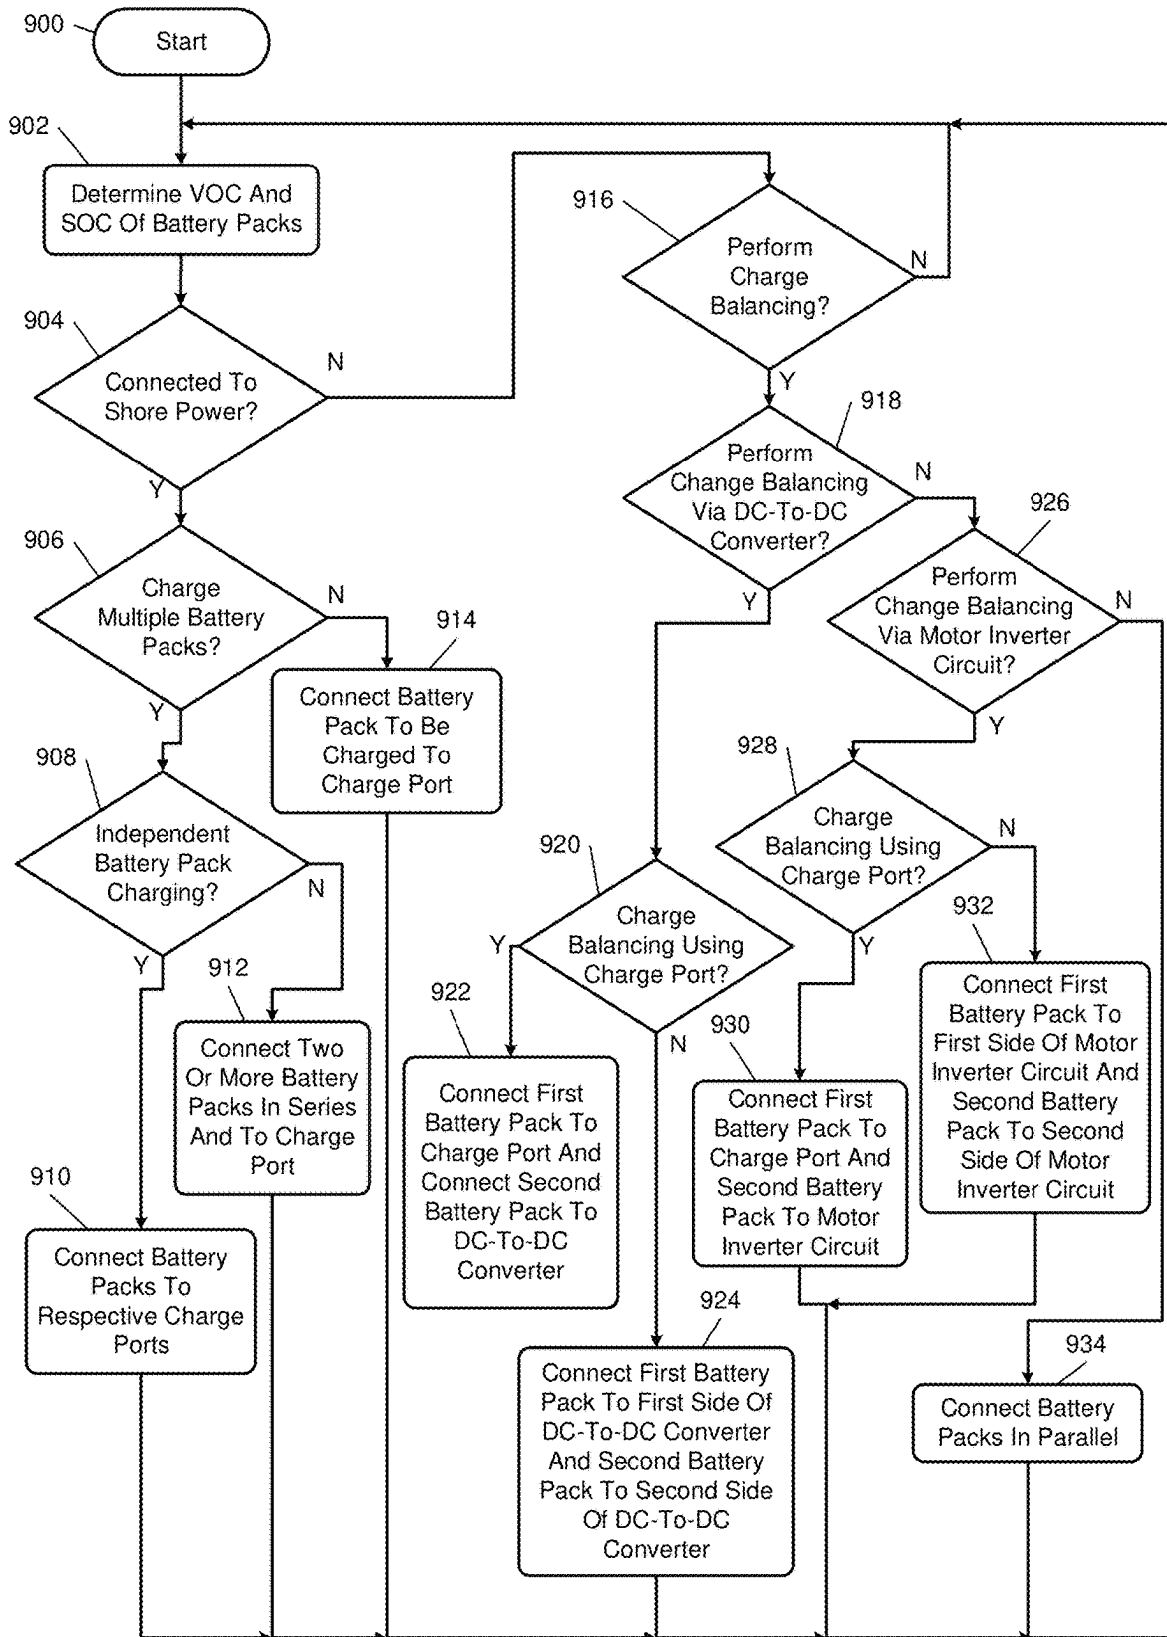 900
Start
902
Determine VOC And
SOC Of Battery Packs
904
Connected To
Shore Power?
N
Y
906
Charge
Multiple Battery
Packs?
N
Y
914
Connect Battery
Pack To Be
Charged To
Charge Port
908
Independent
Battery Pack
Charging?
N
Y
912
Connect Two
Or More Battery
Packs In Series
And To Charge
Port
910
Connect Battery
Packs To
Respective Charge
Ports
916
Perform
Charge
Balancing?
N
Y
918
Perform
Change Balancing
Via DC-To-DC
Converter?
N
Y
920
Charge
Balancing Using
Charge Port?
Y
N
922
Connect First
Battery Pack To
Charge Port And
Connect Second
Battery Pack To
DC-To-DC
Converter
924
Connect First Battery
Pack To First Side Of
DC-To-DC Converter
And Second Battery
Pack To Second Side
Of DC-To-DC
Converter
926
Perform
Change Balancing
Via Motor Inverter
Circuit?
N
Y
928
Charge
Balancing Using
Charge Port?
N
Y
930
Connect First
Battery Pack To
Charge Port And
Second Battery
Pack To Motor
Inverter Circuit
932
Connect First
Battery Pack To
First Side Of Motor
Inverter Circuit And
Second Battery
Pack To Second
Side Of Motor
Inverter Circuit
934
Connect Battery
Packs In Parallel